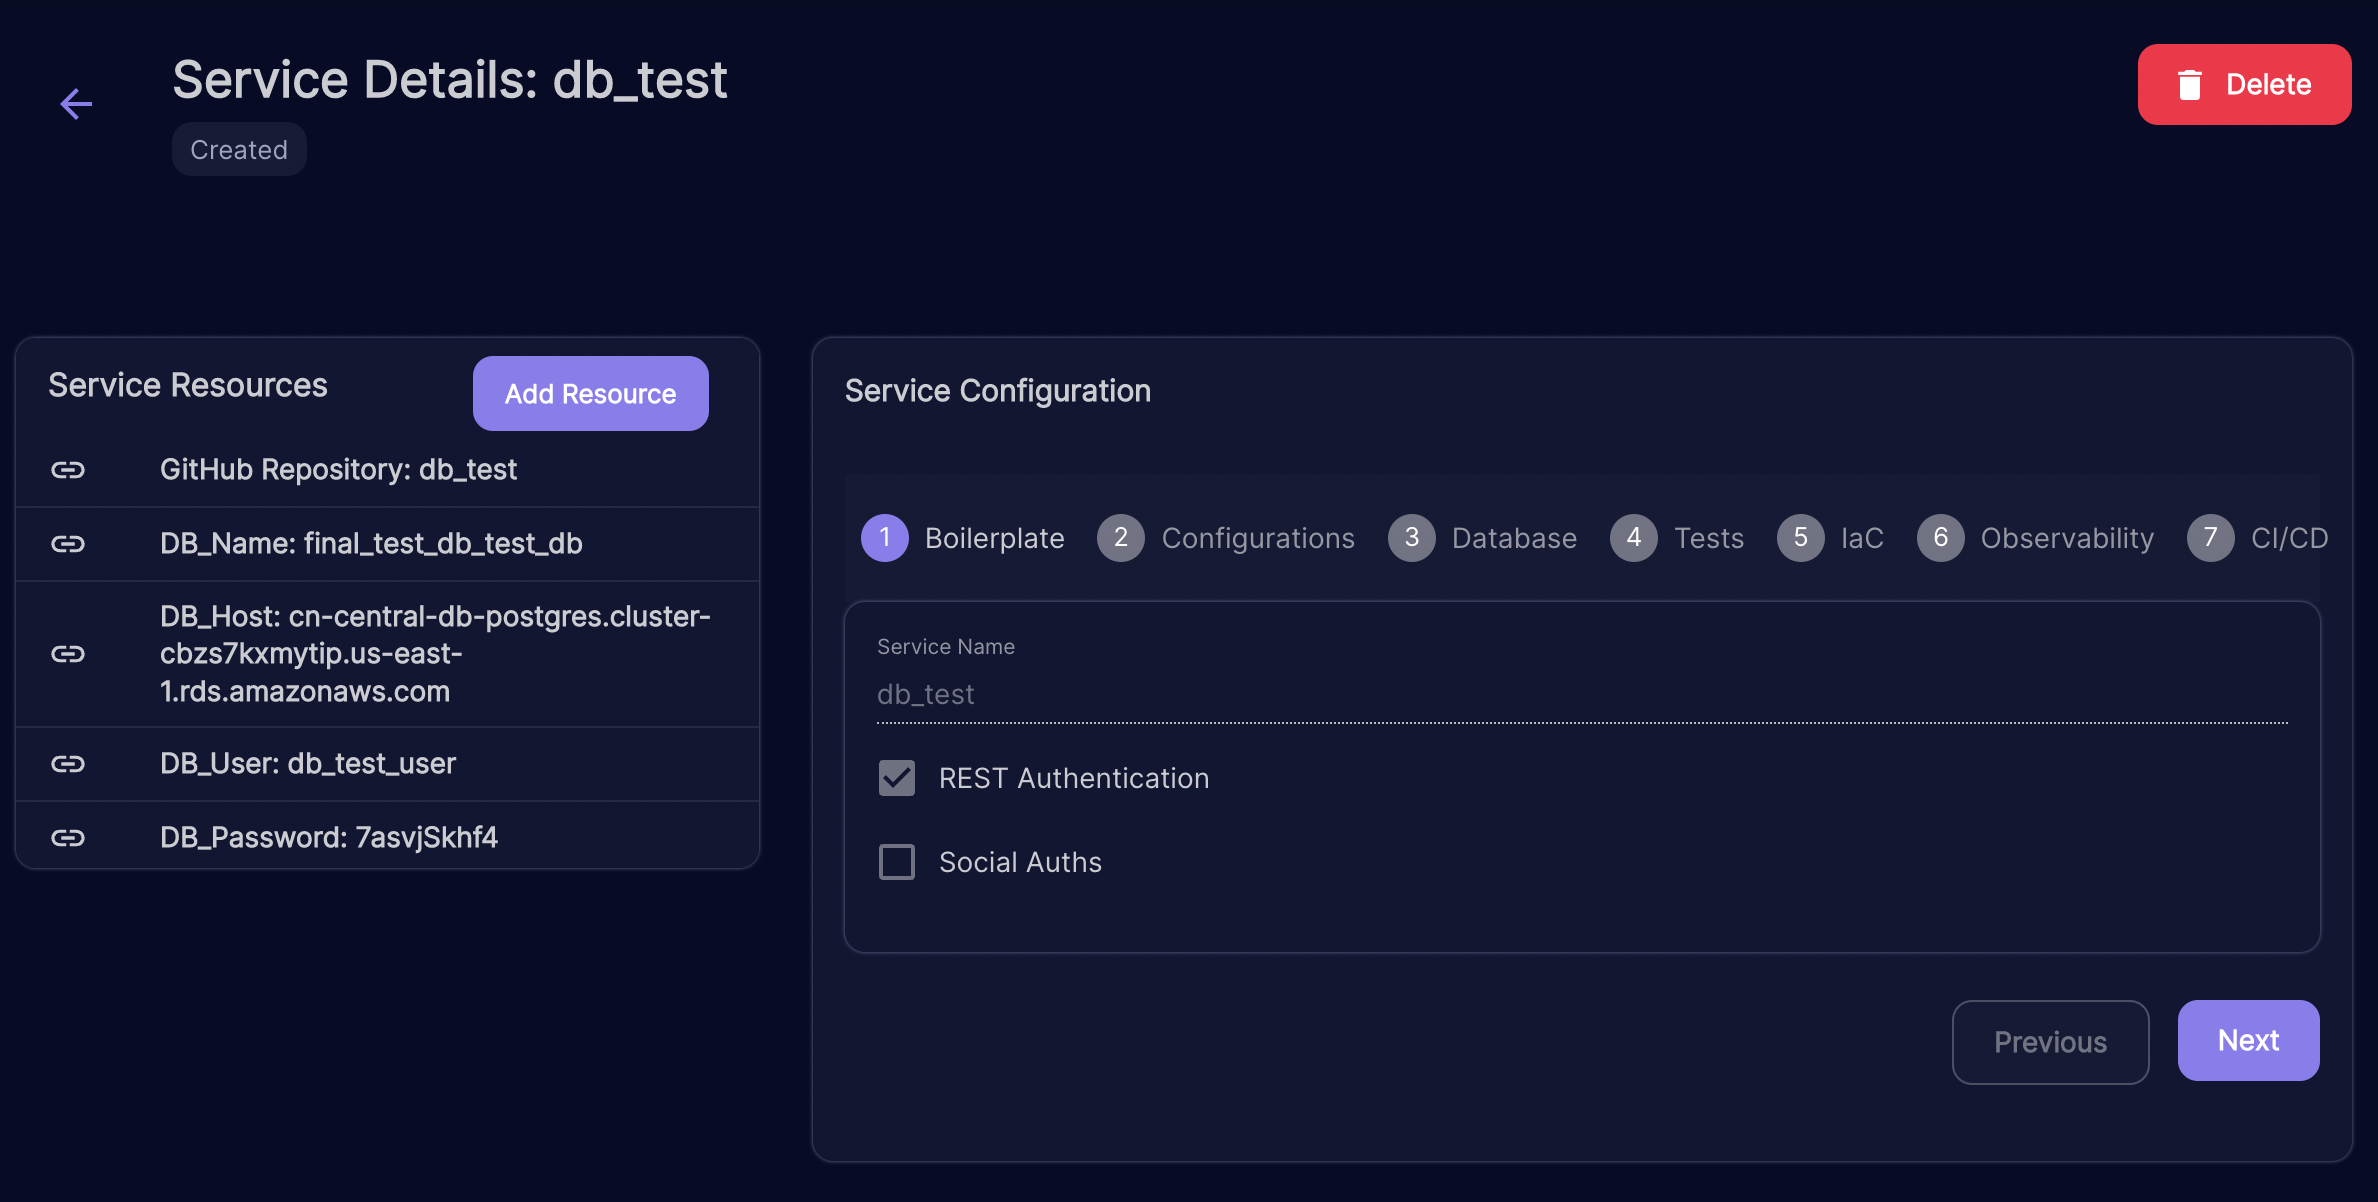 Service Details: db_test
Created
Delete
Service Resources
Add Resource
GitHub Repository: db_test
DB_Name: final_test_db_test_db
DB_Host: cn-central-db-postgres.cluster-
cbzs7kxmytip.us-east-
1.rds.amazonaws.com
DB_User: db_test_user
DB_Password: 7asvjSkhf4
Service Configuration
1 Boilerplate 2 Configurations 3 Database 4 Tests 5 IaC 6 Observability 7 CI/CD
Service Name
db_test
REST Authentication
Social Auths
Previous
Next